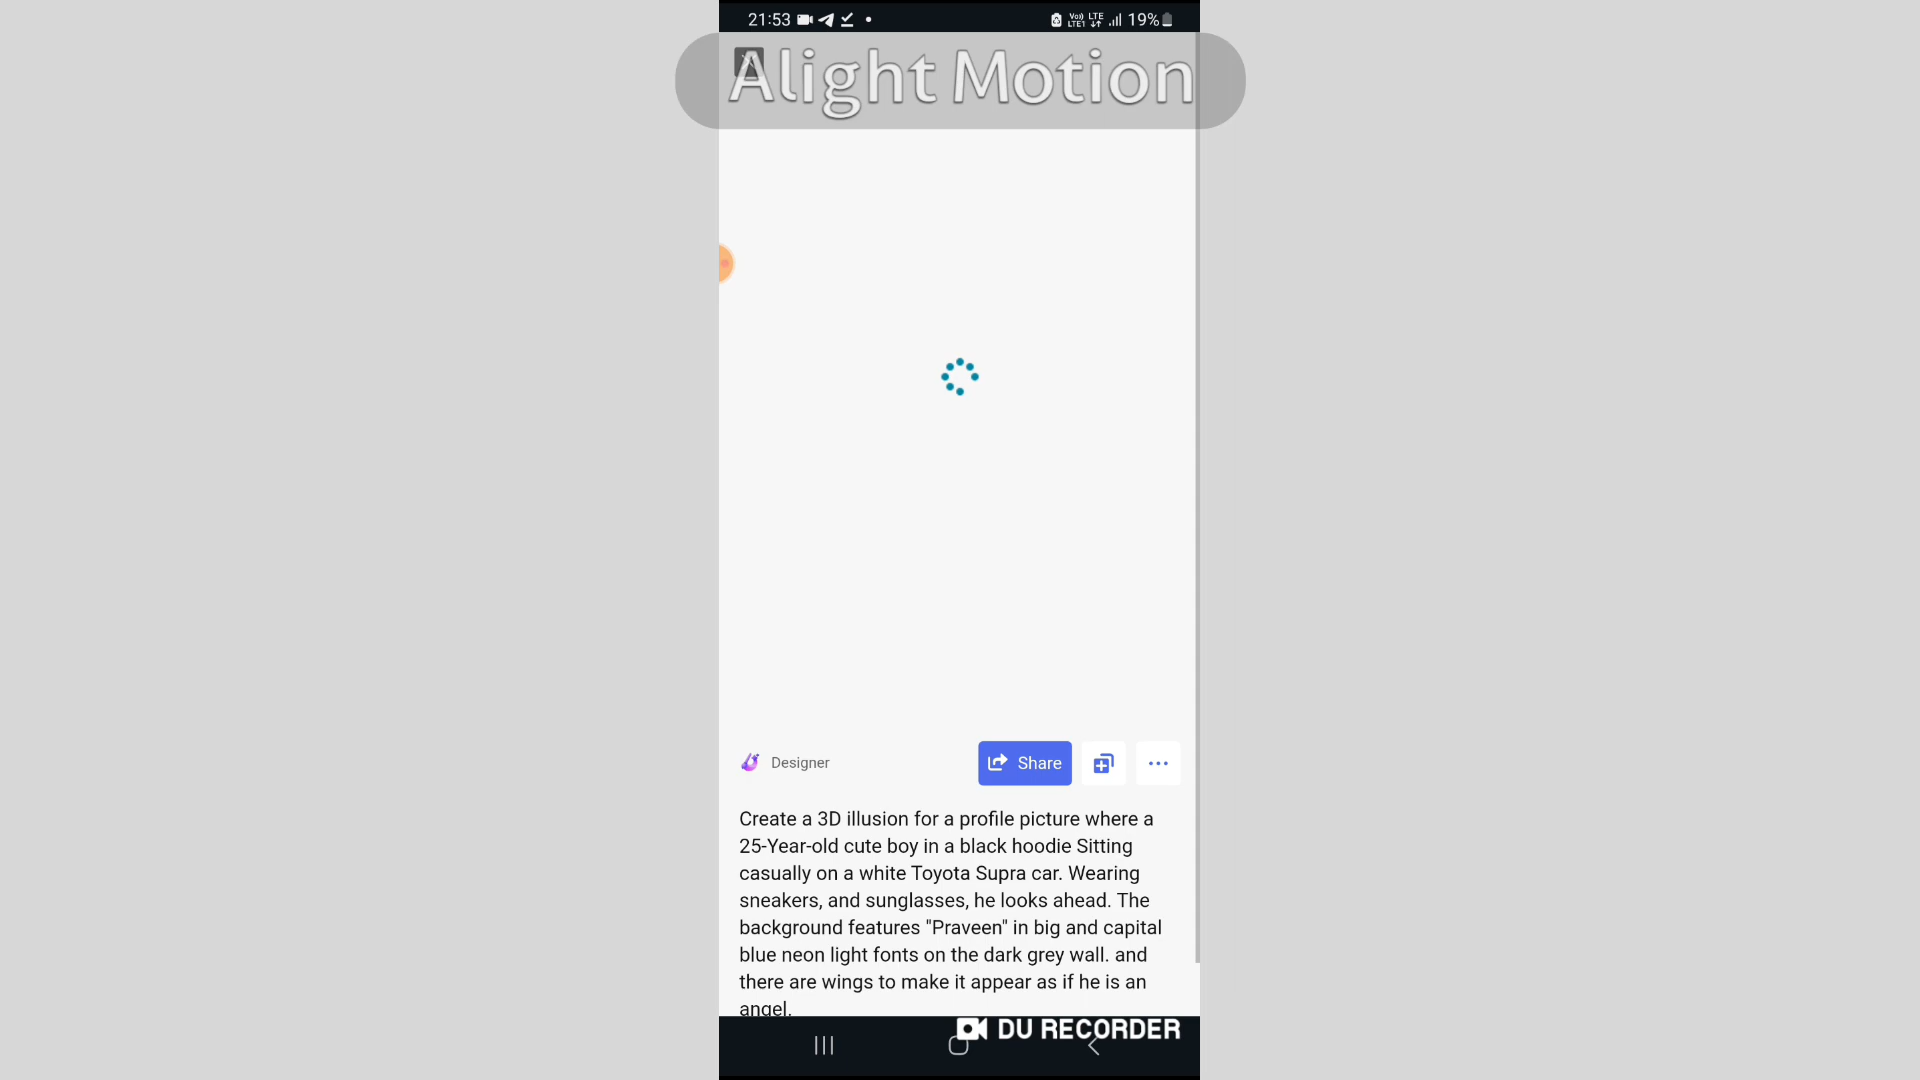 21:53
Vo)) LTE
LTE1
19%
Alight Motion
Designer
Share
Create a 3D illusion for a profile picture where a
25-Year-old cute boy in a black hoodie Sitting
casually on a white Toyota Supra car. Wearing
sneakers, and sunglasses, he looks ahead. The
background features "Praveen" in big and capital
blue neon light fonts on the dark grey wall. and
there are wings to make it appear as if he is an
angel.
DU RECORDER